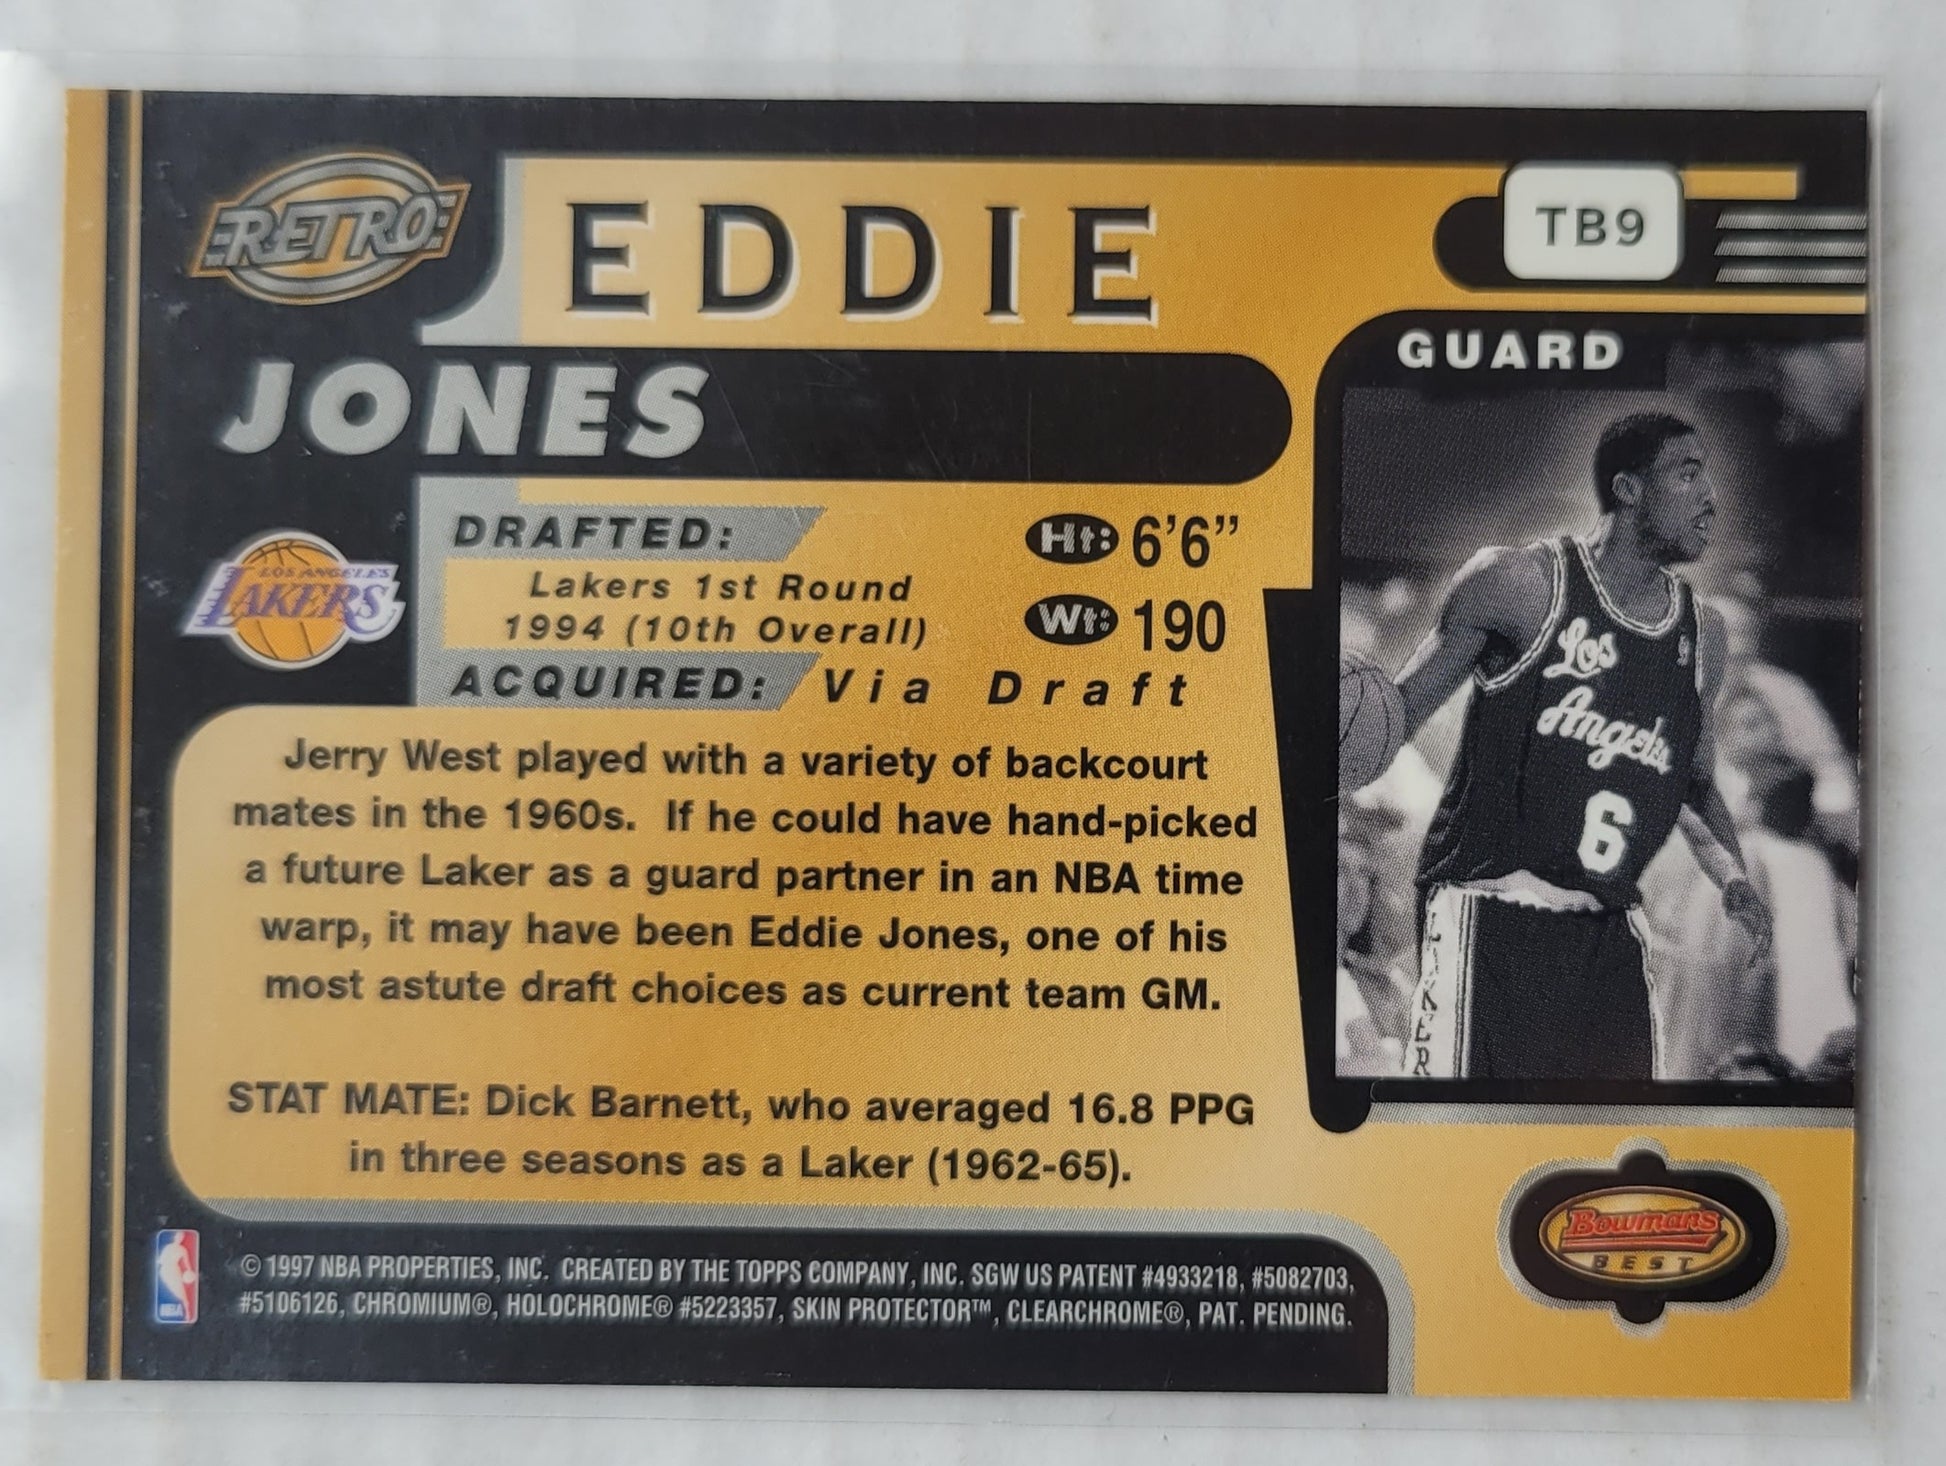 RETRO
EDDIE
TB9
JONES
GUARD
LOS ANGELES
LAKERS
DRAFTED:
Lakers 1st Round
1994 (10th Overall)
Ht: 6'6"
Wt: 190
ACQUIRED: Via Draft
Los
Angeles
6
Jerry West played with a variety of backcourt
mates in the 1960s. If he could have hand-picked
a future Laker as a guard partner in an NBA time
warp, it may have been Eddie Jones, one of his
most astute draft choices as current team GM.
STAT MATE: Dick Barnett, who averaged 16.8 PPG
in three seasons as a Laker (1962-65).
Bowman's
BEST
NBA
© 1997 NBA PROPERTIES, INC. CREATED BY THE TOPPS COMPANY, INC. SGW US PATENT #4933218, #5082703,
#5106126, CHROMIUM®, HOLOCHROME® #5223357, SKIN PROTECTOR™, CLEARCHROME®, PAT. PENDING.